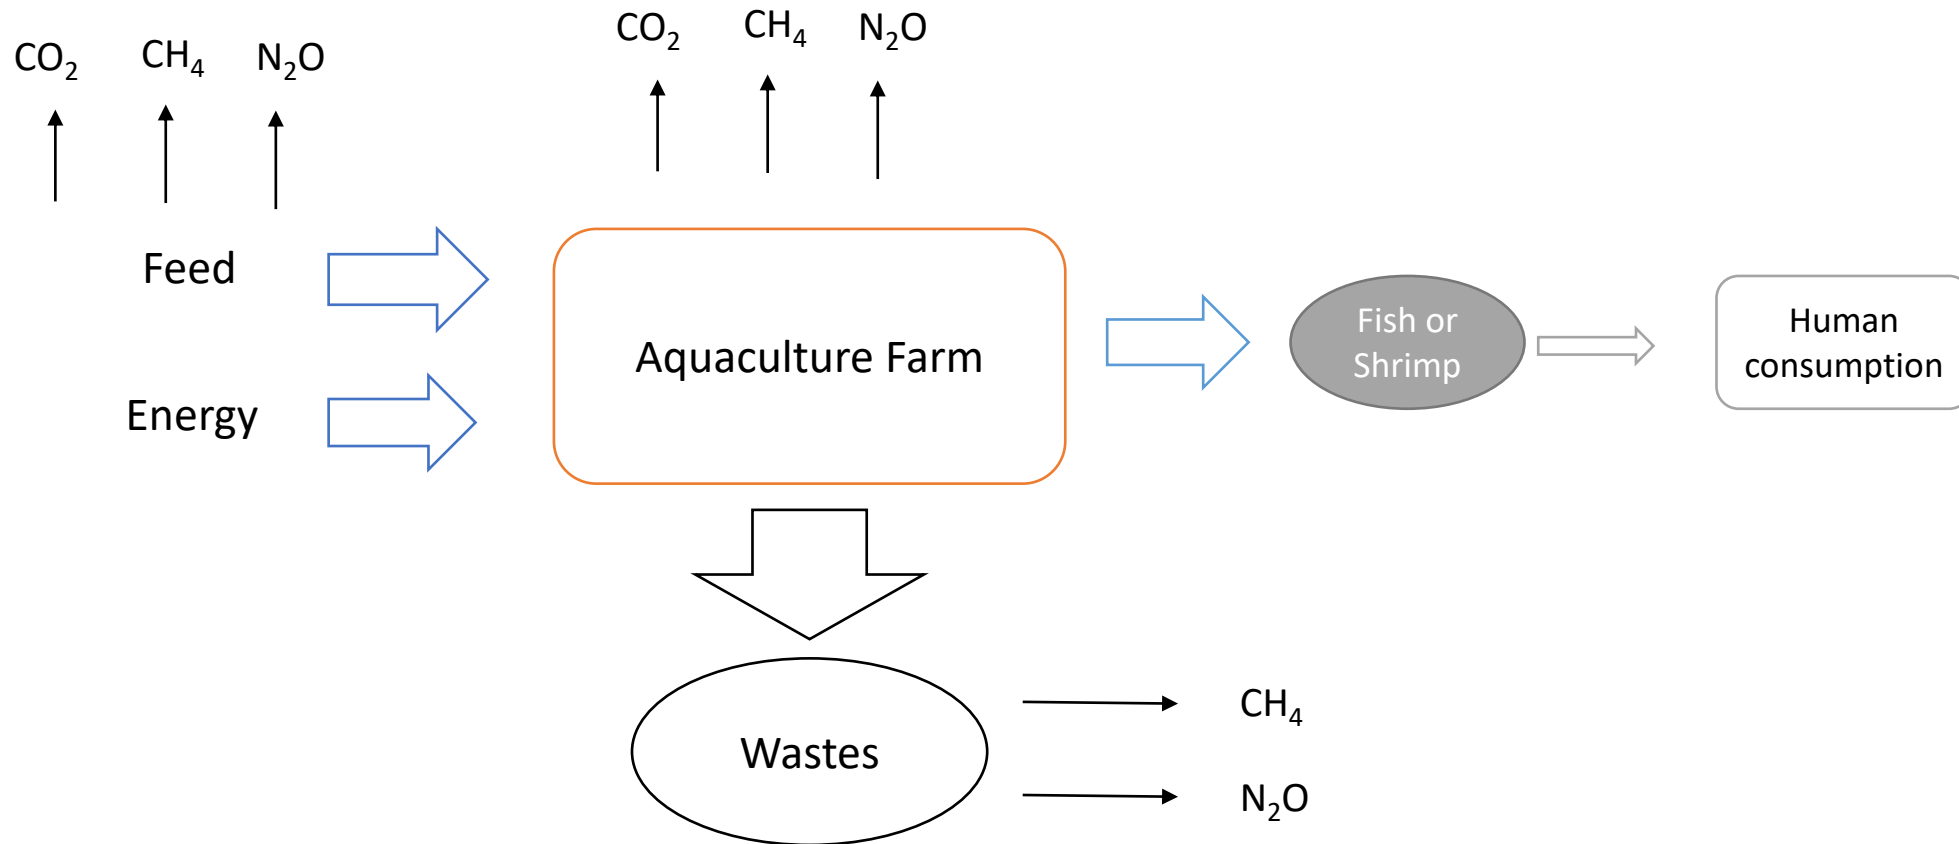 CO₂ CH₄ N₂O
CO₂ CH₄ N₂O
Feed
Energy
Aquaculture Farm
Fish or
Shrimp
Human
consumption
Wastes
CH₄
N₂O